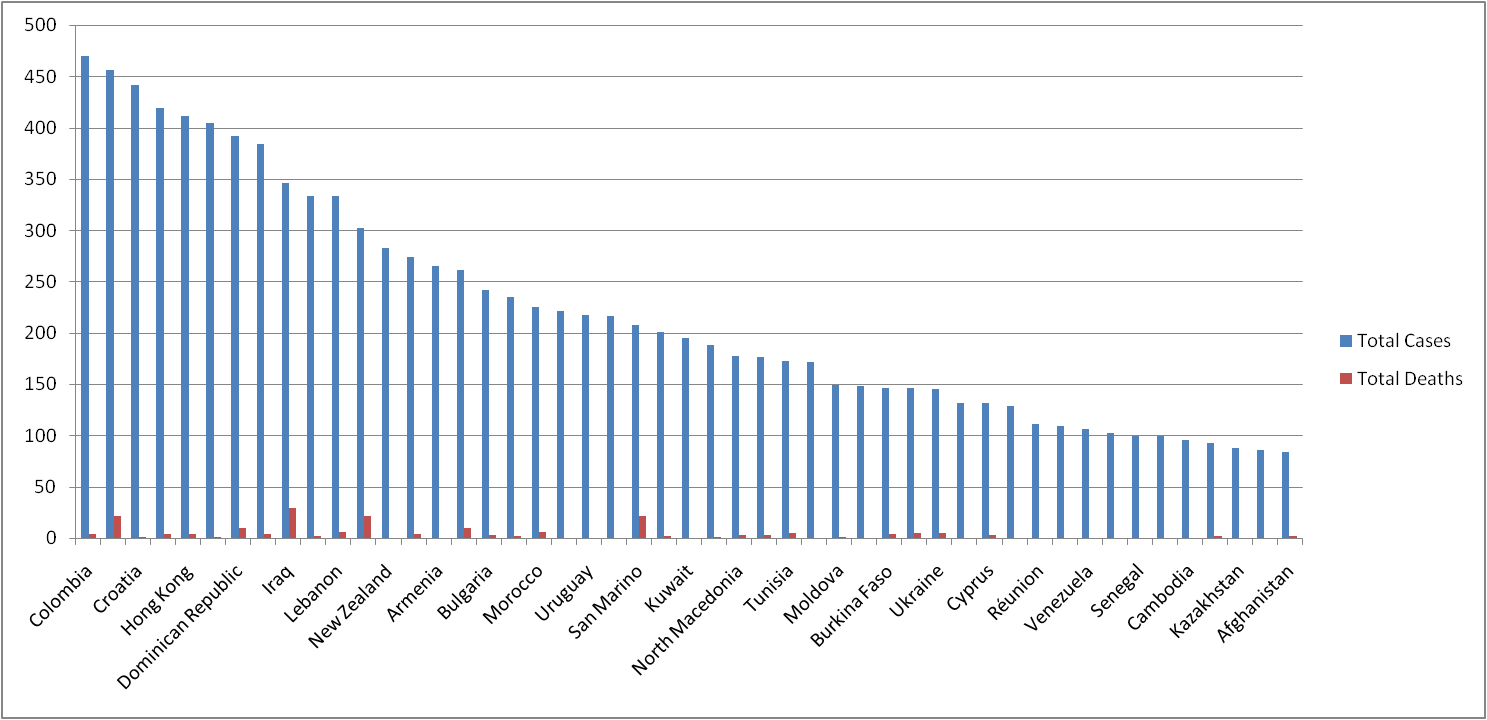 500
450
400
350
300
250
200
150
100
50
0
Colombia
Croatia
Hong Kong
Dominican Republic
Iraq
Lebanon
New Zealand
Armenia
Bulgaria
Morocco
Uruguay
San Marino
Kuwait
North Macedonia
Tunisia
Moldova
Burkina Faso
Ukraine
Cyprus
Réunion
Venezuela
Senegal
Cambodia
Kazakhstan
Afghanistan
Total Cases
Total Deaths